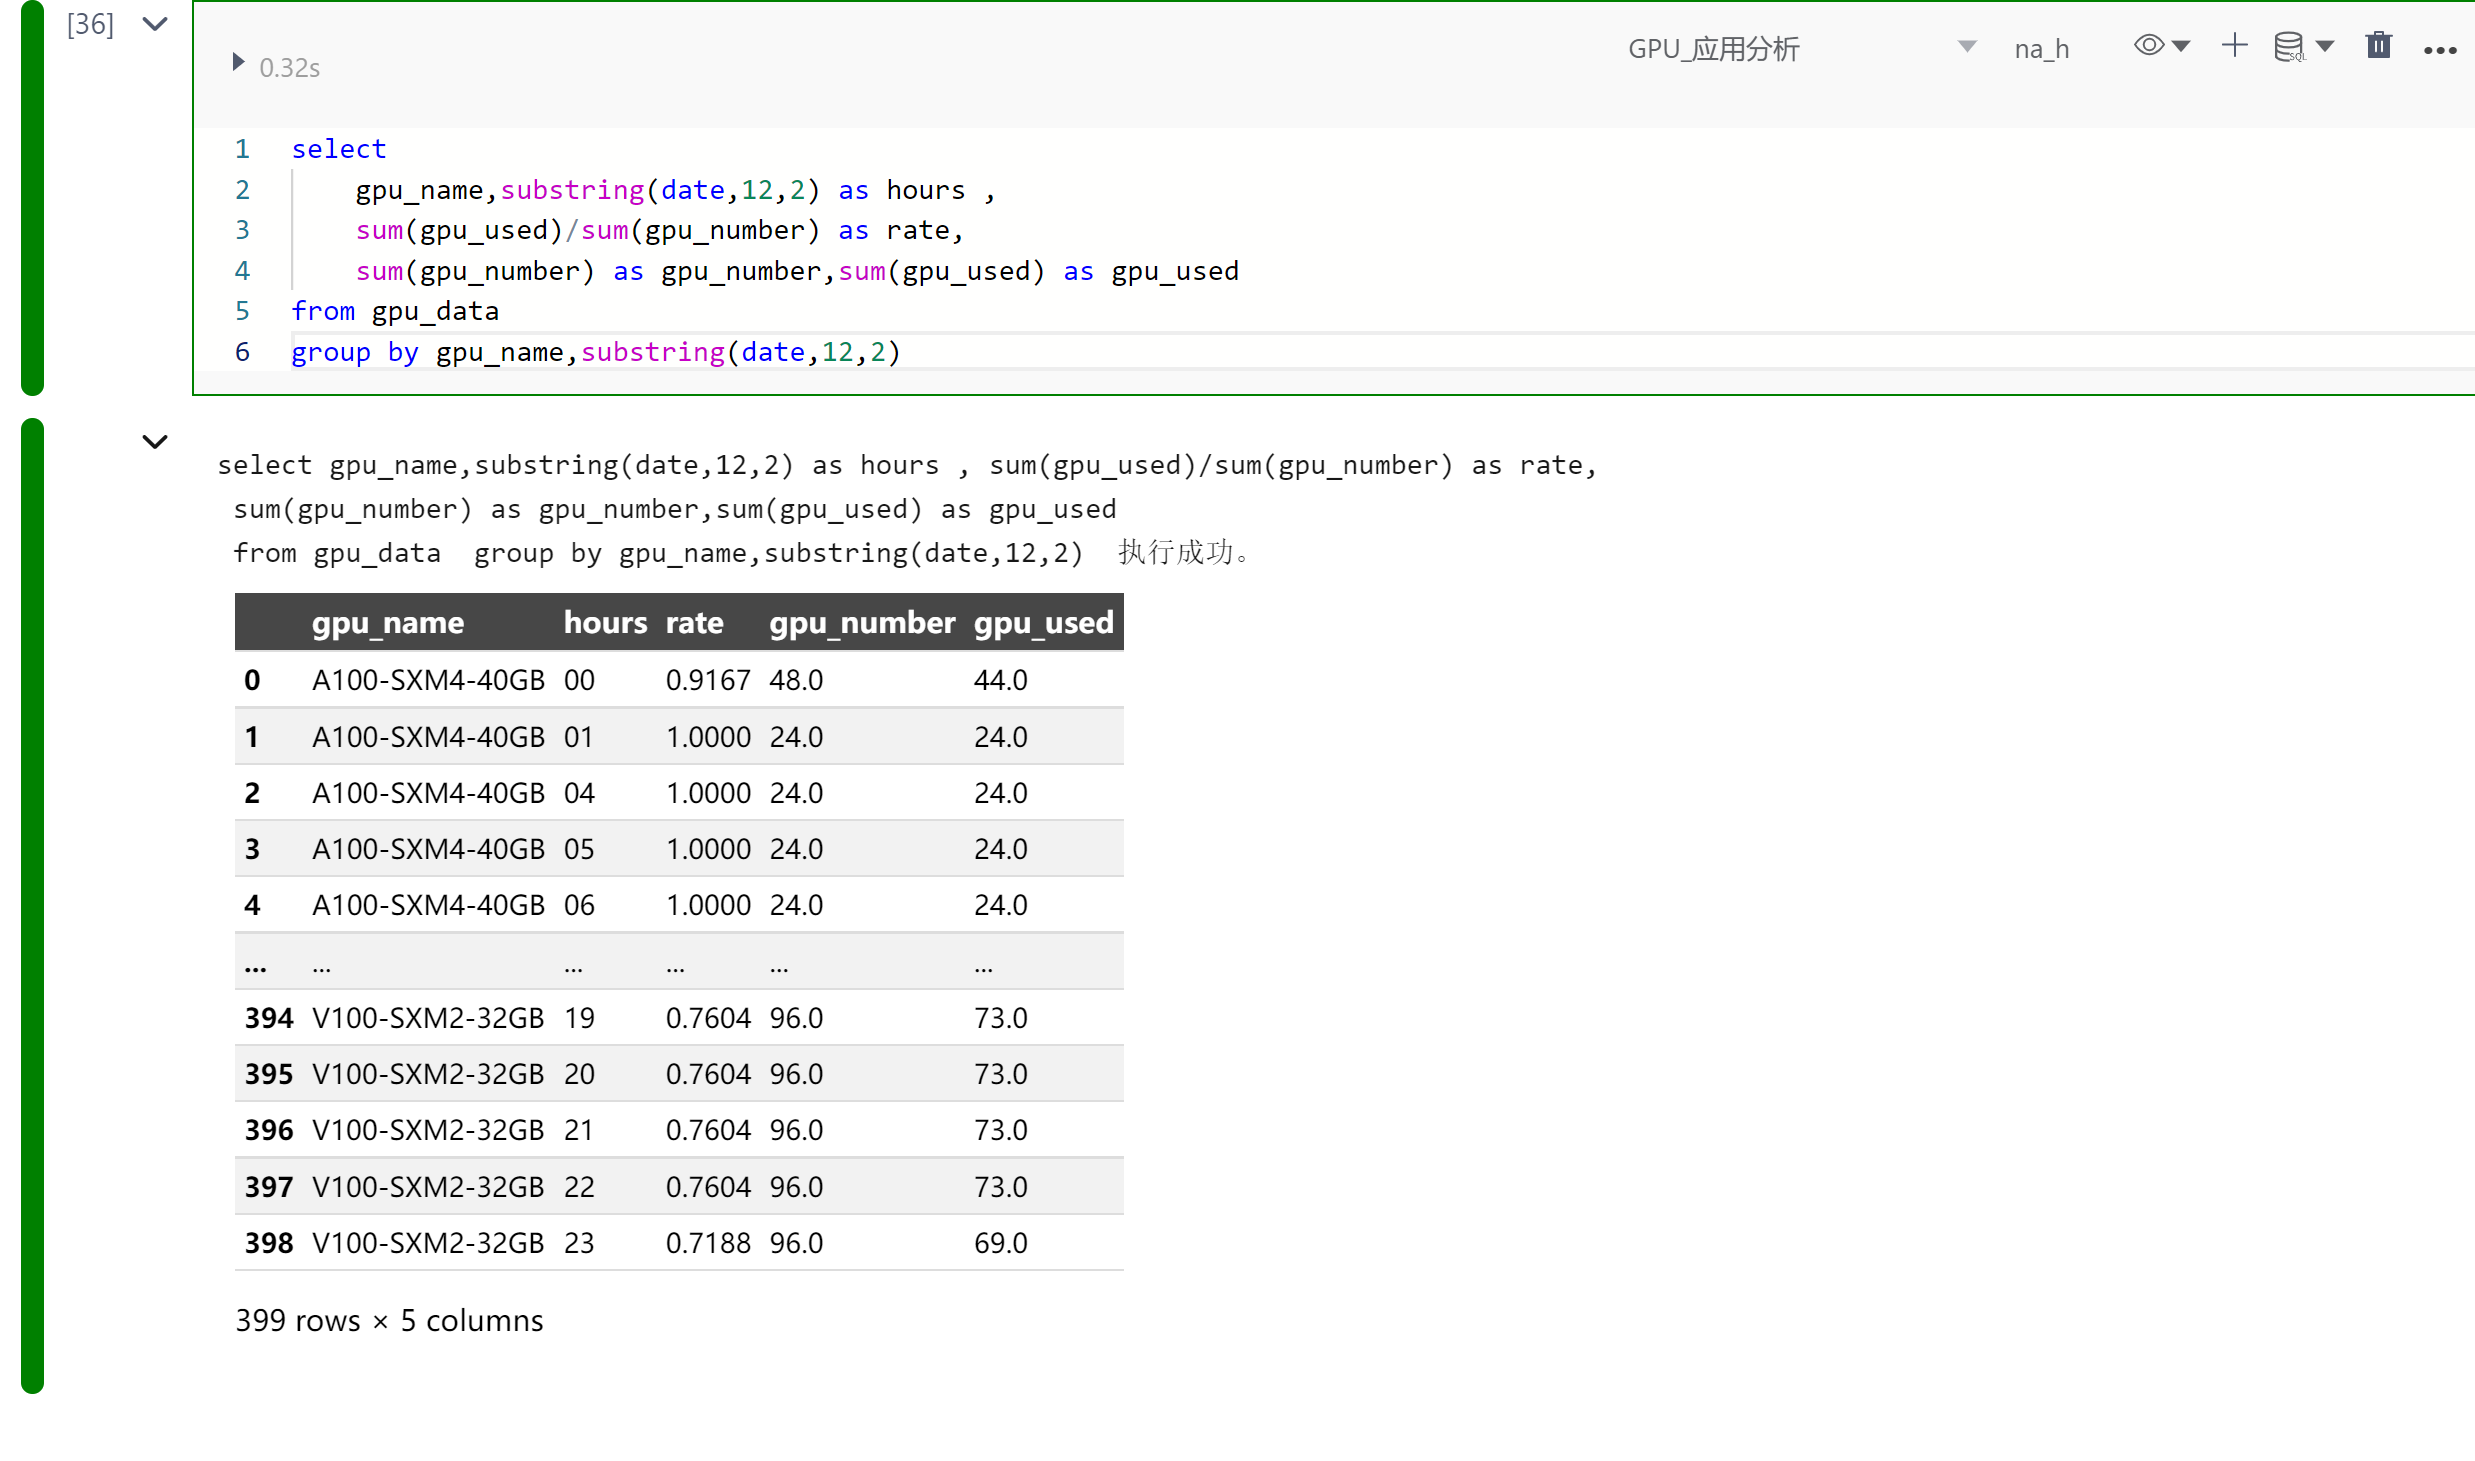 [36]
0.32s
GPU_应用分析
na_h
SQL
1 select
2 gpu_name,substring(date,12,2) as hours ,
3 sum(gpu_used)/sum(gpu_number) as rate,
4 sum(gpu_number) as gpu_number,sum(gpu_used) as gpu_used
5 from gpu_data
6 group by gpu_name,substring(date,12,2)
select gpu_name,substring(date,12,2) as hours , sum(gpu_used)/sum(gpu_number) as rate,
sum(gpu_number) as gpu_number,sum(gpu_used) as gpu_used
from gpu_data  group by gpu_name,substring(date,12,2)  执行成功。
gpu_name hours rate gpu_number gpu_used
0 A100-SXM4-40GB 00 0.9167 48.0 44.0
1 A100-SXM4-40GB 01 1.0000 24.0 24.0
2 A100-SXM4-40GB 04 1.0000 24.0 24.0
3 A100-SXM4-40GB 05 1.0000 24.0 24.0
4 A100-SXM4-40GB 06 1.0000 24.0 24.0
... ... ... ... ... ...
394 V100-SXM2-32GB 19 0.7604 96.0 73.0
395 V100-SXM2-32GB 20 0.7604 96.0 73.0
396 V100-SXM2-32GB 21 0.7604 96.0 73.0
397 V100-SXM2-32GB 22 0.7604 96.0 73.0
398 V100-SXM2-32GB 23 0.7188 96.0 69.0
399 rows × 5 columns